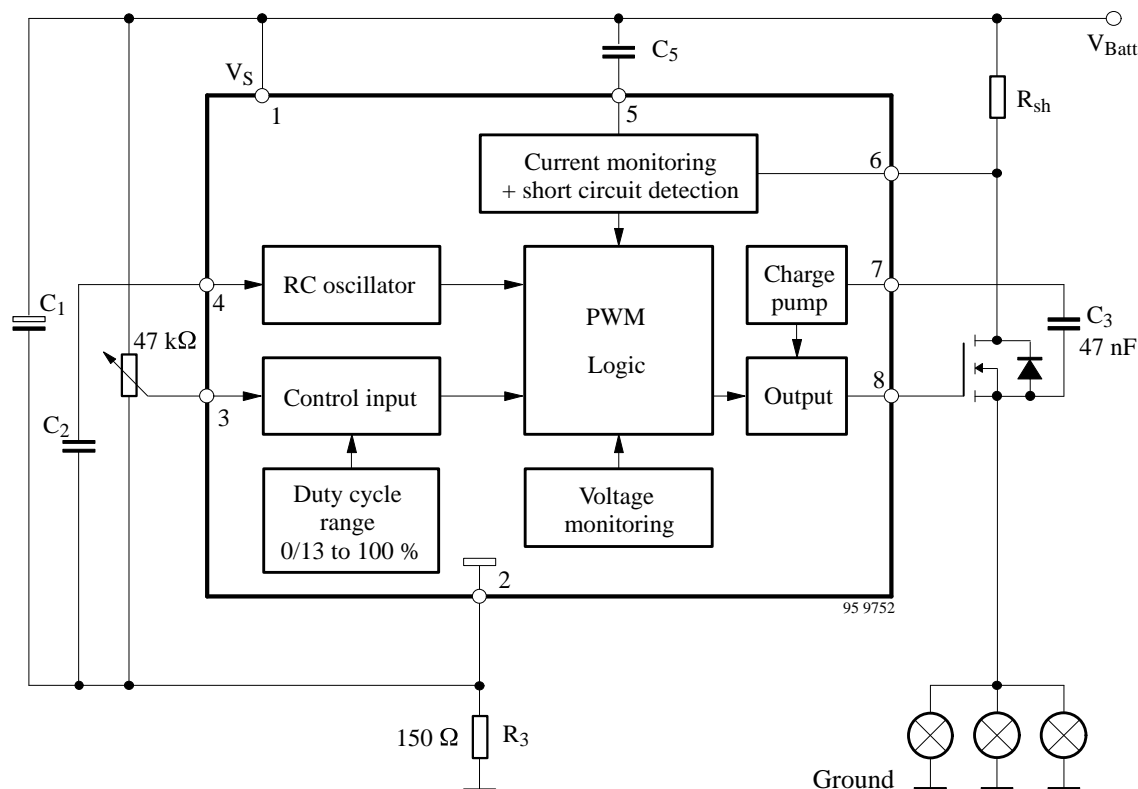 V_Batt
C_5
V_S
1
5
R_sh
Current monitoring
+ short circuit detection
6
C_1
4
RC oscillator
PWM
Logic
Charge
pump
7
C_3
47 nF
47 kΩ
3
Control input
Output
8
C_2
Duty cycle
range
0/13 to 100 %
Voltage
monitoring
2
95 9752
150 Ω
R_3
Ground